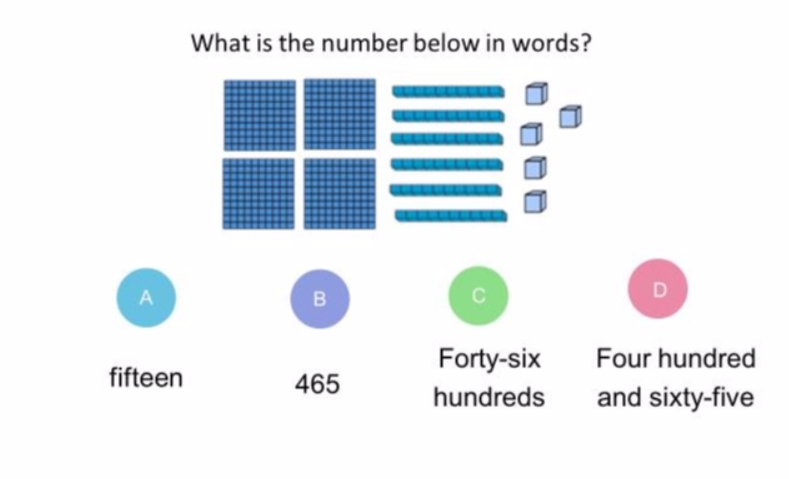 What is the number below in words?
A
B
C
D
fifteen
465
Forty-six
hundreds
Four hundred
and sixty-five